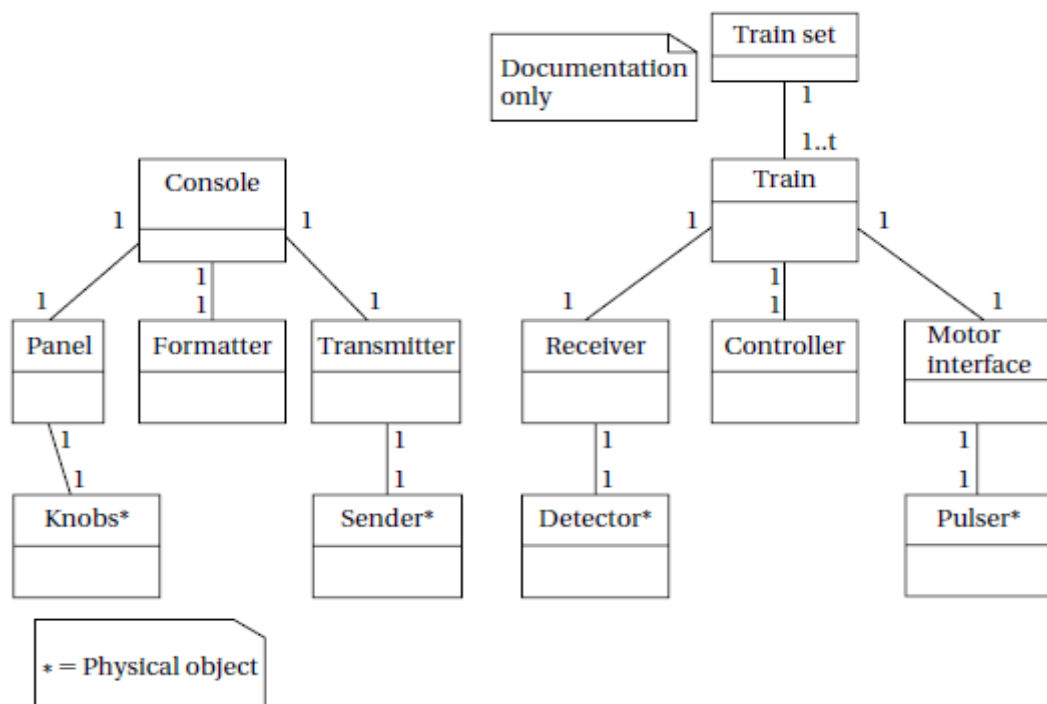 Train set
Documentation
only
1
1..t
Console
Train
1
1
1
1
1
1
1
1
1
1
1
1
Panel
Formatter
Transmitter
Receiver
Controller
Motor
interface
1
1
1
1
1
1
1
1
Knobs*
Sender*
Detector*
Pulser*
* = Physical object